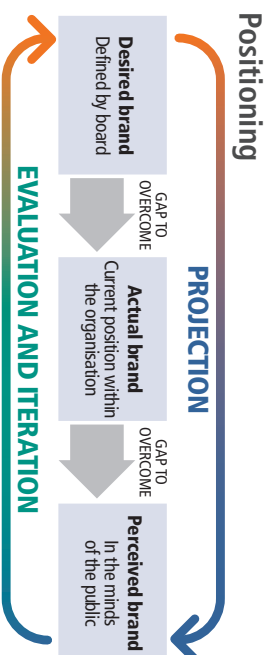 Positioning
PROJECTION
Desired brand
Defined by board
GAP TO
OVERCOME
Actual brand
Current position within
the organisation
GAP TO
OVERCOME
Perceived brand
In the minds
of the public
EVALUATION AND ITERATION